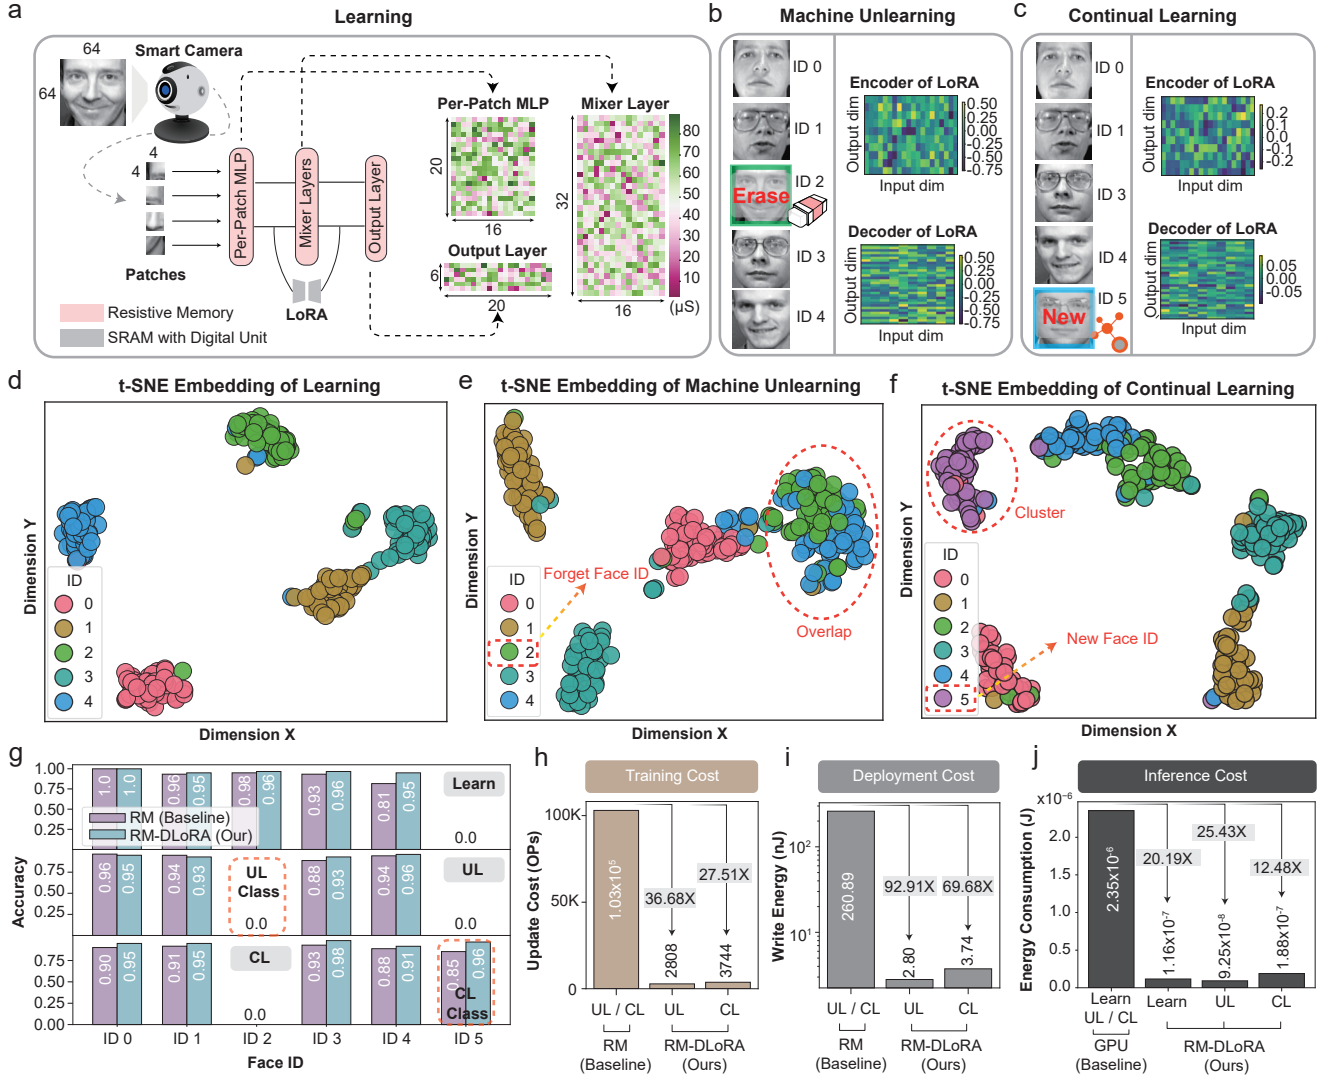 a
Learning
64
Smart Camera
64
4
4
Patches
Per-Patch MLP
Mixer Layers
Output Layer
LoRA
Resistive Memory
SRAM with Digital Unit
Per-Patch MLP
20
16
Output Layer
6
20
Mixer Layer
32
16
80
70
60
50
40
30
20
10
(μS)
b
Machine Unlearning
ID 0
ID 1
ID 2
Erase
ID 3
ID 4
Encoder of LoRA
Output dim
Input dim
0.50
0.25
0.00
-0.25
-0.50
-0.75
Decoder of LoRA
Output dim
Input dim
0.50
0.25
0.00
-0.25
-0.50
-0.75
c
Continual Learning
ID 0
ID 1
ID 3
ID 4
ID 5
New
Encoder of LoRA
Output dim
Input dim
0.2
0.1
0.0
-0.1
-0.2
Decoder of LoRA
Output dim
Input dim
0.05
0.00
-0.05
d
t-SNE Embedding of Learning
Dimension Y
ID
0
1
2
3
4
Dimension X
e
t-SNE Embedding of Machine Unlearning
Dimension Y
Forget Face ID
ID
0
1
2
3
4
Overlap
Dimension X
f
t-SNE Embedding of Continual Learning
Dimension Y
Cluster
ID
0
1
2
3
4
5
New Face ID
Dimension X
g
Accuracy
1.00
0.75
0.50
0.25
1.0
1.0
0.96
0.95
0.98
0.96
0.93
0.96
0.81
0.95
Learn
0.0
RM (Baseline)
RM-DLoRA (Our)
0.75
0.50
0.25
0.96
0.95
0.94
0.93
UL
Class
0.0
0.88
0.93
0.94
0.96
UL
0.0
0.75
0.50
0.25
0.00
0.90
0.95
0.91
0.95
CL
0.0
0.93
0.98
0.88
0.91
0.85
0.96
CL
Class
ID 0
ID 1
ID 2
ID 3
ID 4
ID 5
Face ID
h
Training Cost
Update Cost (OPs)
100K
50K
0
1.03x10⁵
36.68X
27.51X
2808
3744
UL / CL
UL
CL
RM
(Baseline)
RM-DLoRA
(Ours)
i
Deployment Cost
Write Energy (nJ)
10²
10¹
260.89
92.91X
69.68X
2.80
3.74
UL / CL
UL
CL
RM
(Baseline)
RM-DLoRA
(Ours)
j
Inference Cost
x10⁻⁶
Energy Consumption (J)
2.0
1.5
1.0
0.5
0.0
2.35x10⁻⁶
20.19X
25.43X
12.48X
1.16x10⁻⁷
9.25x10⁻⁸
1.88x10⁻⁷
Learn
UL / CL
Learn
UL
CL
GPU
(Baseline)
RM-DLoRA
(Ours)